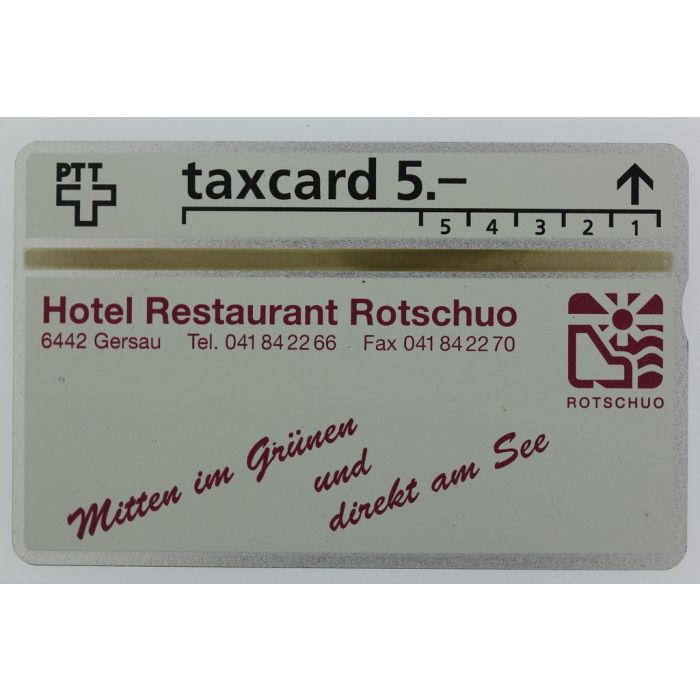 PTT
taxcard 5.–
5 4 3 2 1
Hotel Restaurant Rotschuo
6442 Gersau Tel. 041 84 22 66 Fax 041 84 22 70
ROTSCHUO
Mitten im Grünen
und
direkt am See